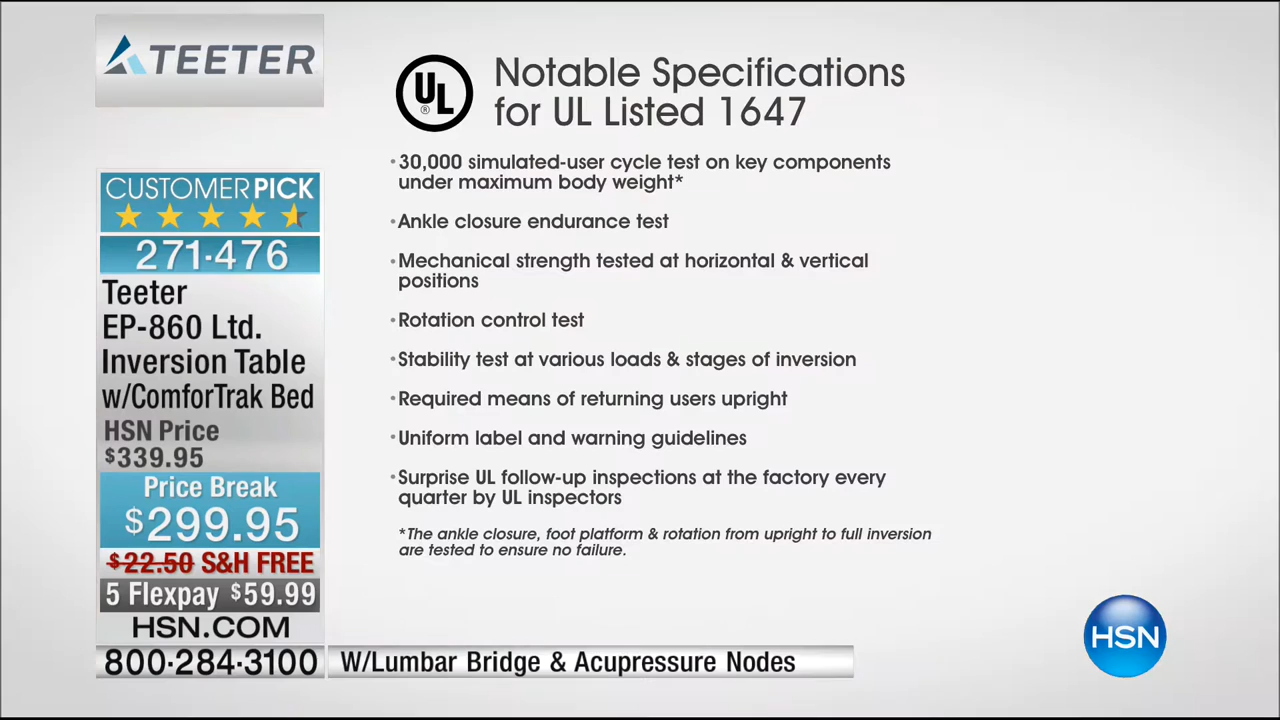 TEETER
UL
®
Notable Specifications
for UL Listed 1647
•30,000 simulated-user cycle test on key components
under maximum body weight*
•Ankle closure endurance test
•Mechanical strength tested at horizontal & vertical
positions
•Rotation control test
•Stability test at various loads & stages of inversion
•Required means of returning users upright
•Uniform label and warning guidelines
•Surprise UL follow-up inspections at the factory every
quarter by UL inspectors
*The ankle closure, foot platform & rotation from upright to full inversion
are tested to ensure no failure.
CUSTOMER PICK
271·476
Teeter
EP-860 Ltd.
Inversion Table
w/ComforTrak Bed
HSN Price
$339.95
Price Break
$299.95
$22.50 S&H FREE
5 Flexpay $59.99
HSN.COM
800·284·3100
W/Lumbar Bridge & Acupressure Nodes
HSN